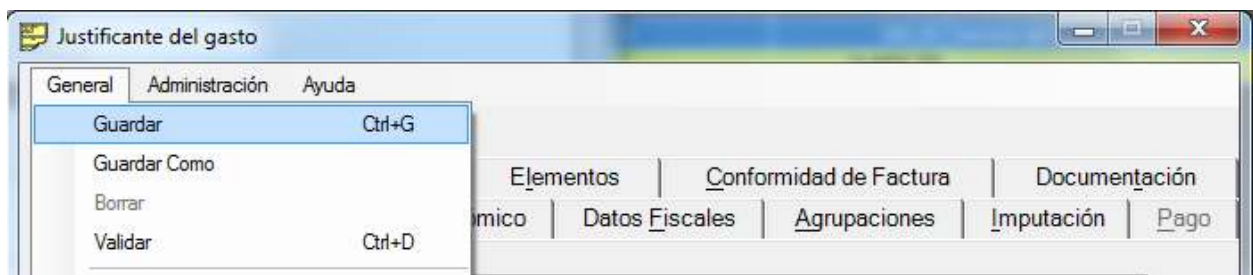 Justificante del gasto
General Administración Ayuda
Guardar Ctrl+G
Guardar Como
Elementos Conformidad de Factura Documentación
Borrar
ómico Datos Fiscales Agrupaciones Imputación Pago
Validar Ctrl+D